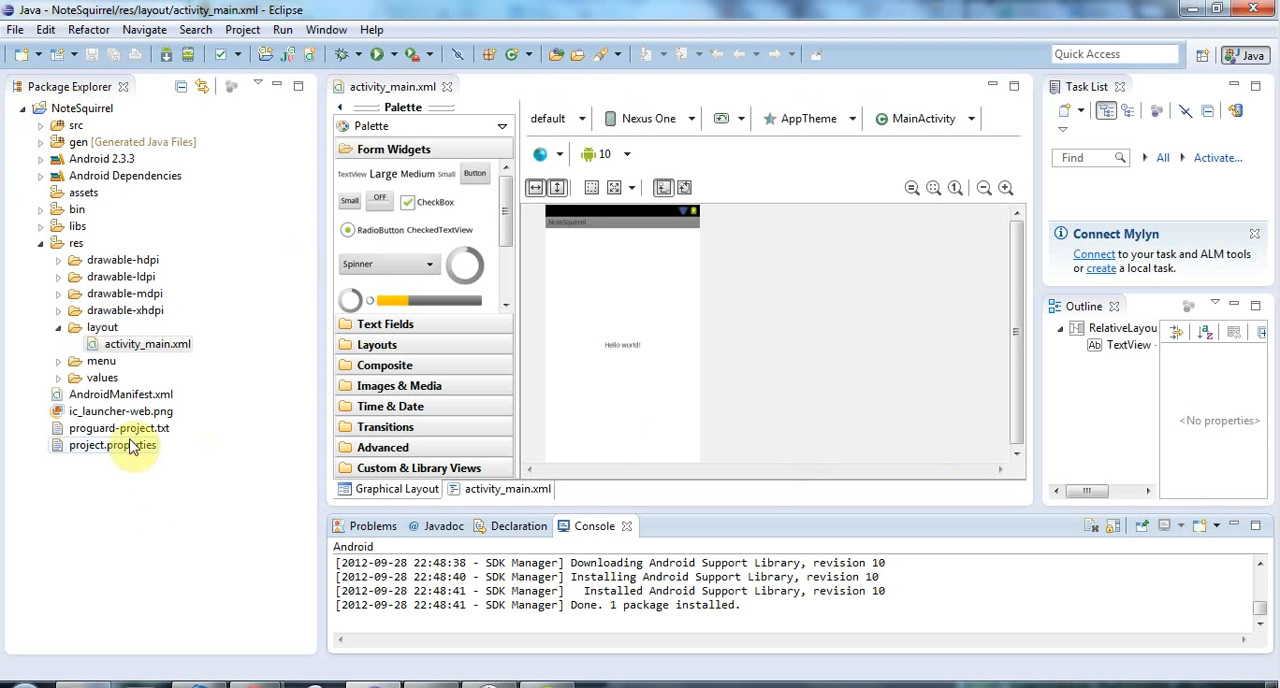 Java - NoteSquirrel/res/layout/activity_main.xml - Eclipse
File Edit Refactor Navigate Search Project Run Window Help
Quick Access
Java
Package Explorer
NoteSquirrel
src
gen [Generated Java Files]
Android 2.3.3
Android Dependencies
assets
bin
libs
res
drawable-hdpi
drawable-ldpi
drawable-mdpi
drawable-xhdpi
layout
activity_main.xml
menu
values
AndroidManifest.xml
ic_launcher-web.png
proguard-project.txt
project.properties
activity_main.xml
Palette
Palette
Form Widgets
TextView Large Medium Small Button
Small OFF CheckBox
RadioButton CheckedTextView
Spinner
Text Fields
Layouts
Composite
Images & Media
Time & Date
Transitions
Advanced
Custom & Library Views
default Nexus One AppTheme MainActivity
10
NoteSquirrel
Hello world!
Graphical Layout activity_main.xml
Task List
Find All Activate...
Connect Mylyn
Connect to your task and ALM tools
or create a local task.
Outline
RelativeLayou
Ab TextView -
<No properties>
Problems @ Javadoc Declaration Console
Android
[2012-09-28 22:48:38 - SDK Manager] Downloading Android Support Library, revision 10
[2012-09-28 22:48:40 - SDK Manager] Installing Android Support Library, revision 10
[2012-09-28 22:48:41 - SDK Manager] Installed Android Support Library, revision 10
[2012-09-28 22:48:41 - SDK Manager] Done. 1 package installed.